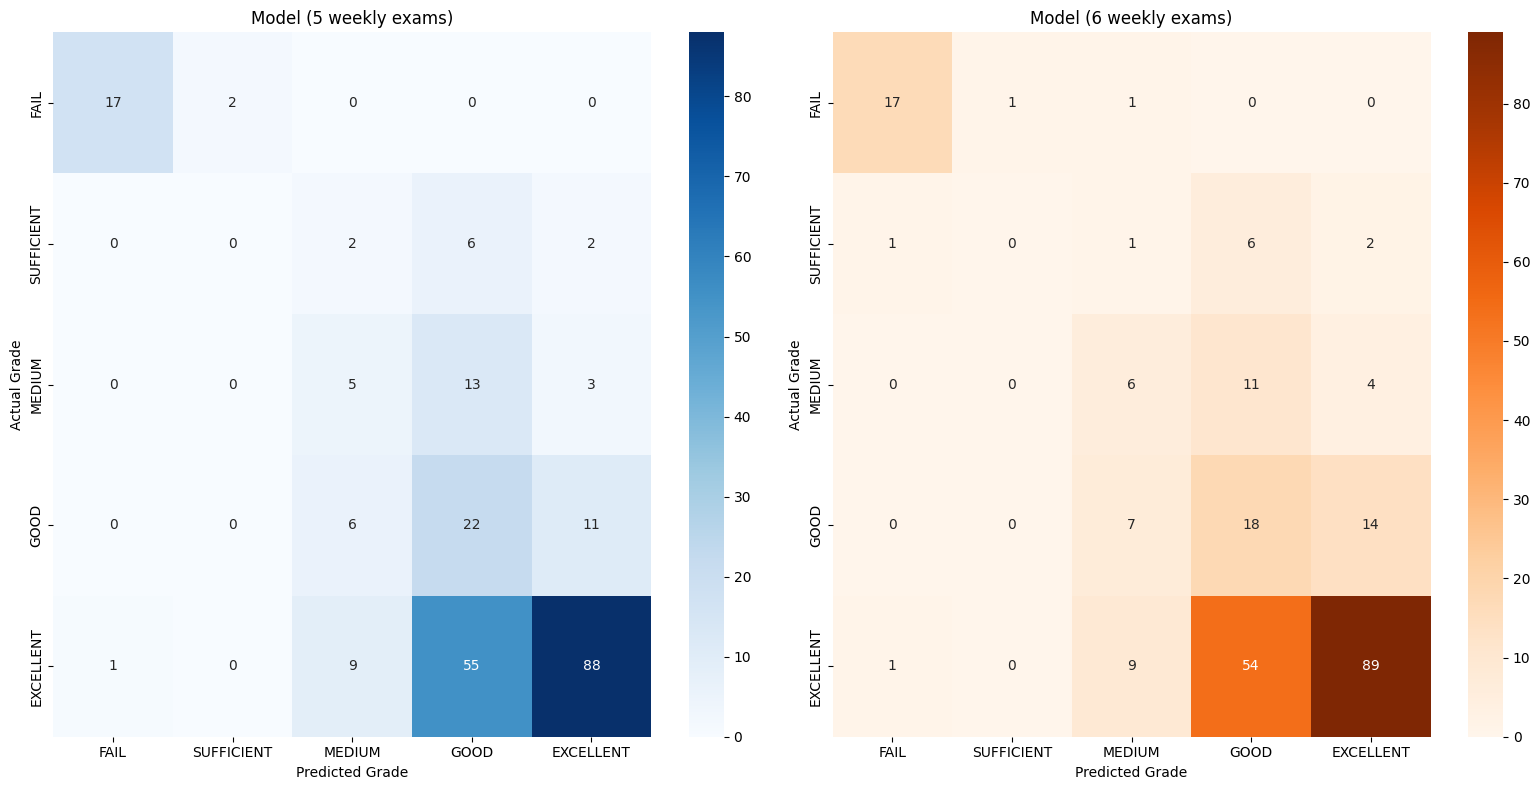 Model (5 weekly exams)
FAIL
SUFFICIENT
MEDIUM
GOOD
EXCELLENT
Actual Grade
17 2 0 0 0
0 0 2 6 2
0 0 5 13 3
0 0 6 22 11
1 0 9 55 88
FAIL SUFFICIENT MEDIUM GOOD EXCELLENT
Predicted Grade
80
70
60
50
40
30
20
10
0
Model (6 weekly exams)
FAIL
SUFFICIENT
MEDIUM
GOOD
EXCELLENT
Actual Grade
17 1 1 0 0
1 0 1 6 2
0 0 6 11 4
0 0 7 18 14
1 0 9 54 89
FAIL SUFFICIENT MEDIUM GOOD EXCELLENT
Predicted Grade
80
70
60
50
40
30
20
10
0